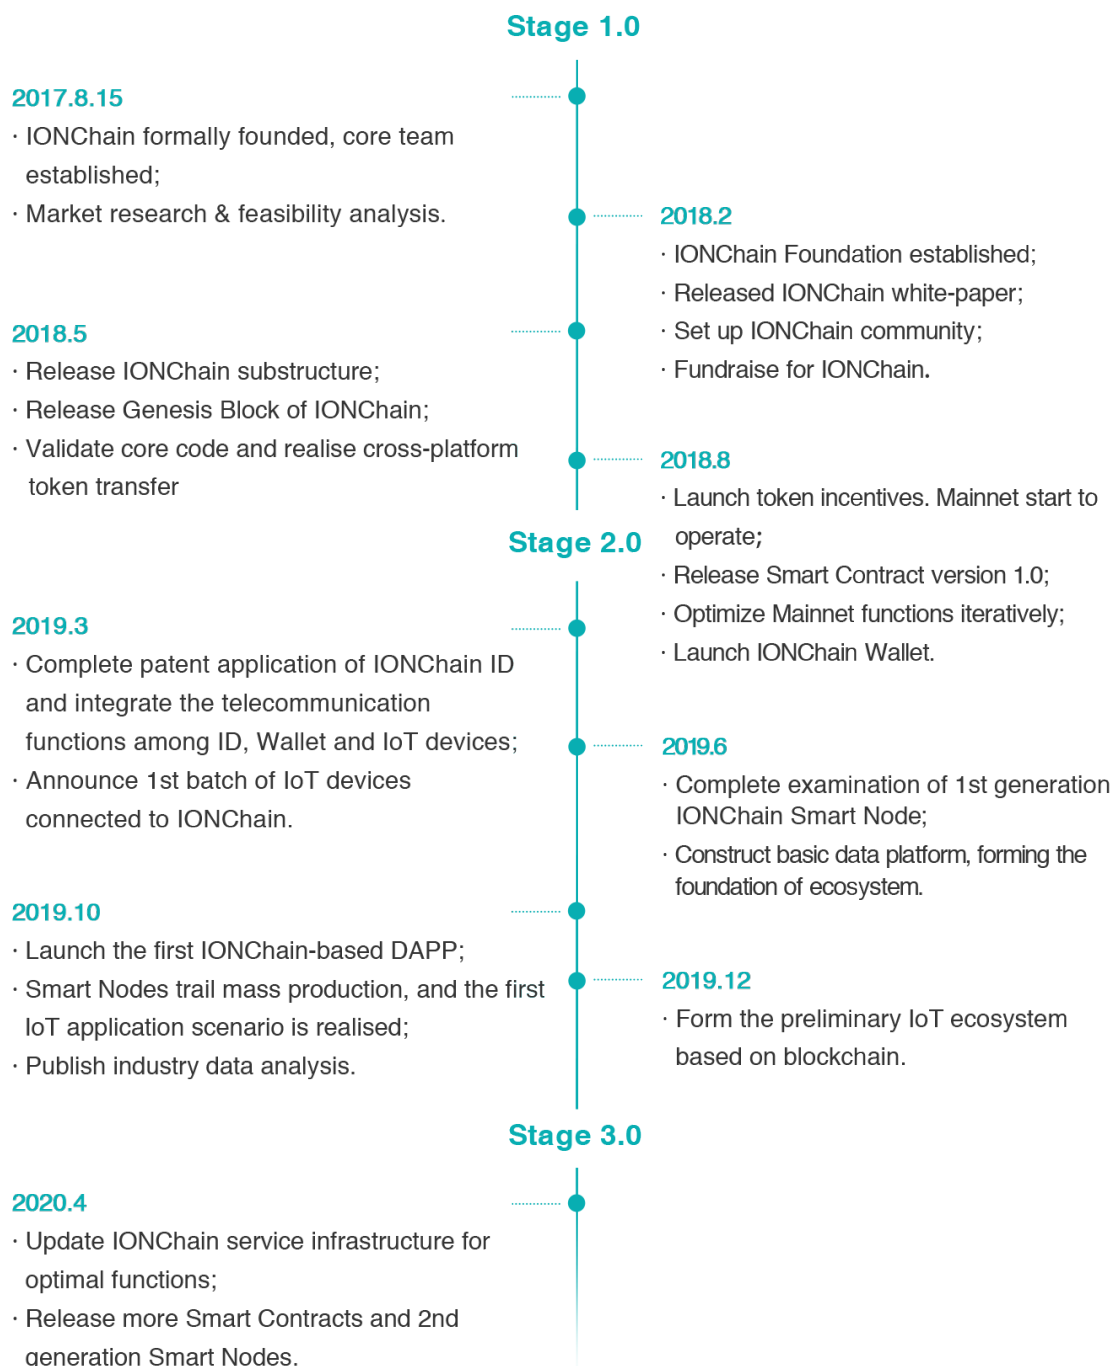 Stage 1.0
2017.8.15
· IONChain formally founded, core team
established;
· Market research & feasibility analysis.
2018.2
· IONChain Foundation established;
· Released IONChain white-paper;
· Set up IONChain community;
· Fundraise for IONChain.
2018.5
· Release IONChain substructure;
· Release Genesis Block of IONChain;
· Validate core code and realise cross-platform
token transfer
2018.8
· Launch token incentives. Mainnet start to
operate;
· Release Smart Contract version 1.0;
· Optimize Mainnet functions iteratively;
· Launch IONChain Wallet.
Stage 2.0
2019.3
· Complete patent application of IONChain ID
and integrate the telecommunication
functions among ID, Wallet and IoT devices;
· Announce 1st batch of IoT devices
connected to IONChain.
2019.6
· Complete examination of 1st generation
IONChain Smart Node;
· Construct basic data platform, forming the
foundation of ecosystem.
2019.10
· Launch the first IONChain-based DAPP;
· Smart Nodes trail mass production, and the first
IoT application scenario is realised;
· Publish industry data analysis.
2019.12
· Form the preliminary IoT ecosystem
based on blockchain.
Stage 3.0
2020.4
· Update IONChain service infrastructure for
optimal functions;
· Release more Smart Contracts and 2nd
generation Smart Nodes.